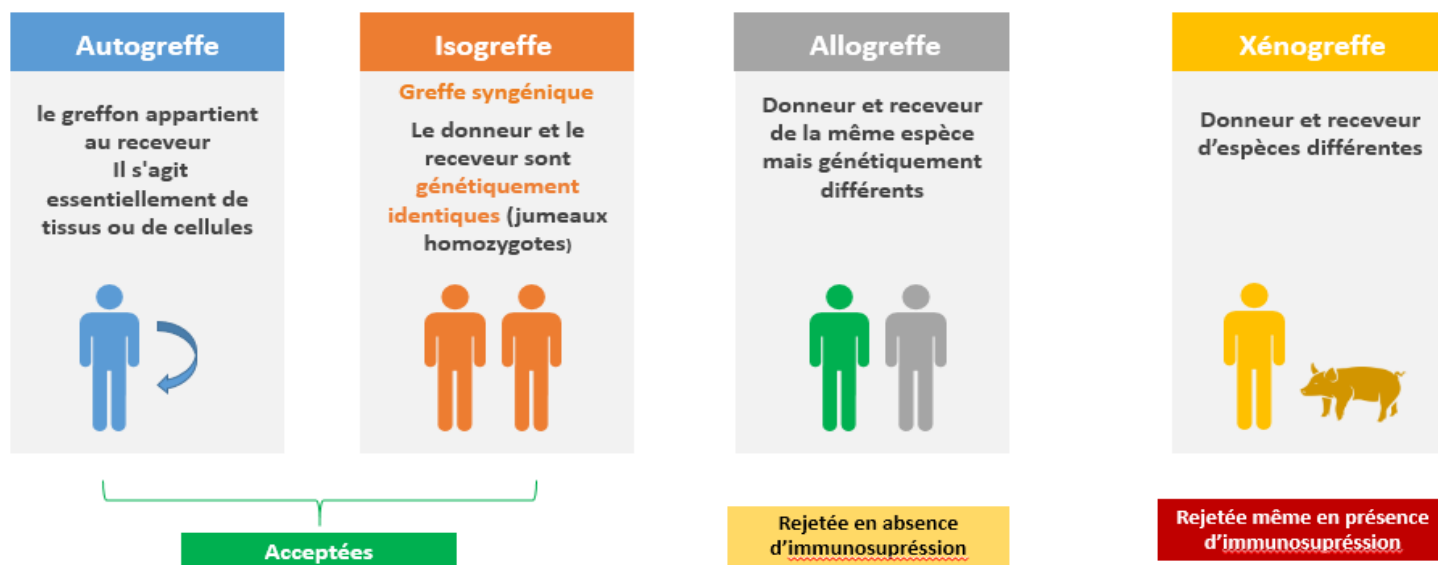 Autogreffe
le greffon appartient
au receveur
Il s'agit
essentiellement de
tissus ou de cellules
Isogreffe
Greffe syngénique
Le donneur et le
receveur sont
génétiquement
identiques (jumeaux
homozygotes)
Allogreffe
Donneur et receveur
de la même espèce
mais génétiquement
différents
Xénogreffe
Donneur et receveur
d’espèces différentes
Acceptées
Rejetée en absence
d’immunosupréssion
Rejetée même en présence
d’immunosupréssion